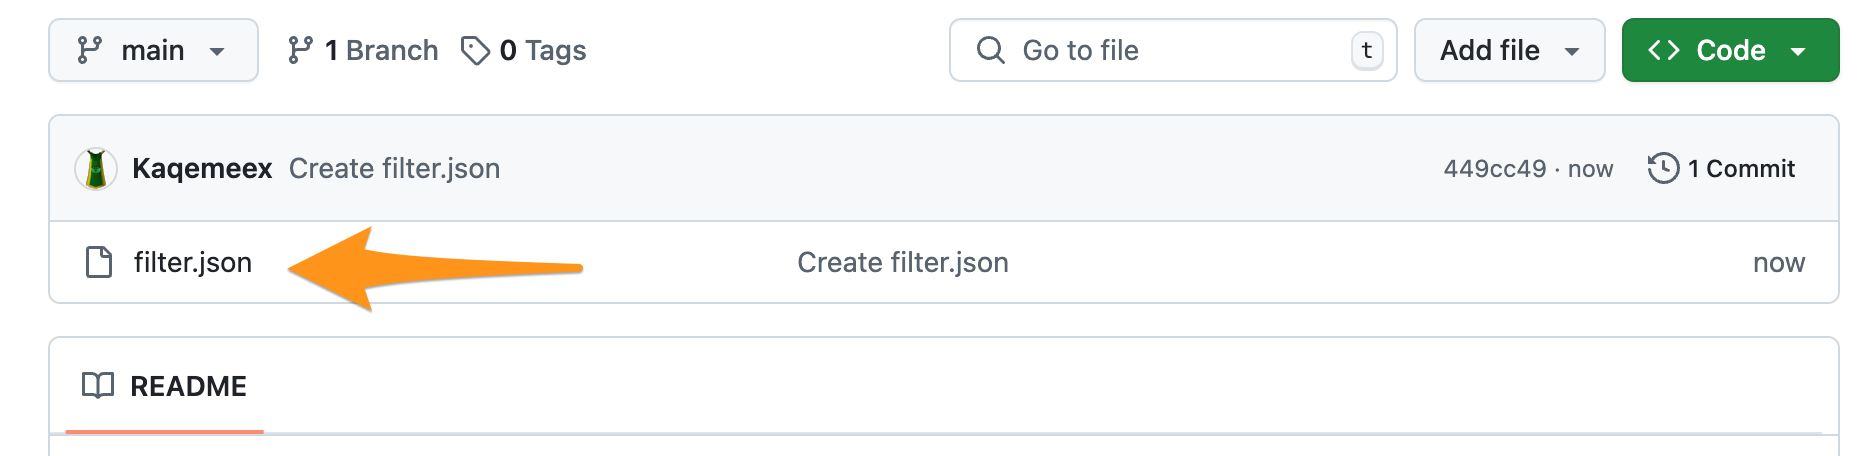 main 1 Branch 0 Tags Go to file t Add file Code
Kaqemeex Create filter.json 449cc49 · now 1 Commit
filter.json Create filter.json now
README